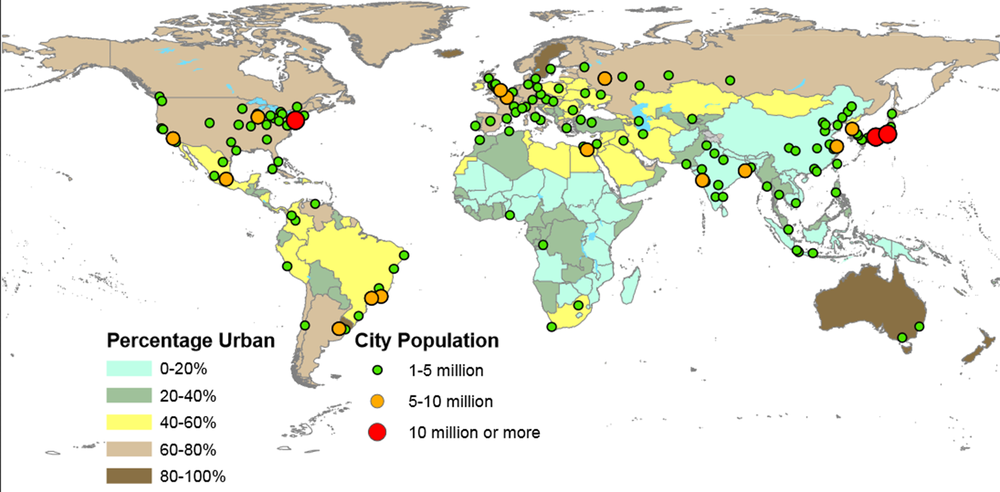 Percentage Urban
0-20%
20-40%
40-60%
60-80%
80-100%
City Population
1-5 million
5-10 million
10 million or more